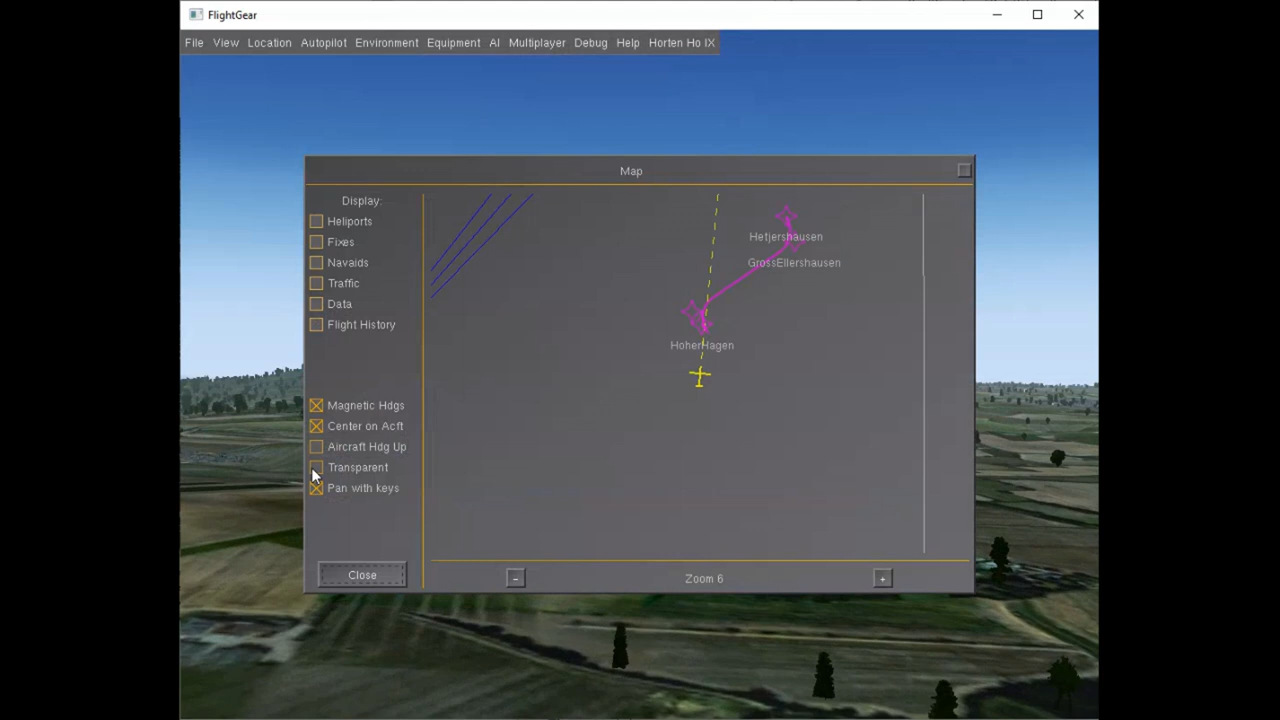 FlightGear
File View Location Autopilot Environment Equipment AI Multiplayer Debug Help Horten Ho IX
Map
Display:
Heliports
Fixes
Navaids
Traffic
Data
Flight History
Magnetic Hdgs
Center on Acft
Aircraft Hdg Up
Transparent
Pan with keys
Close
Hetjershausen
GrossEllershausen
HoherHagen
- Zoom 6 +